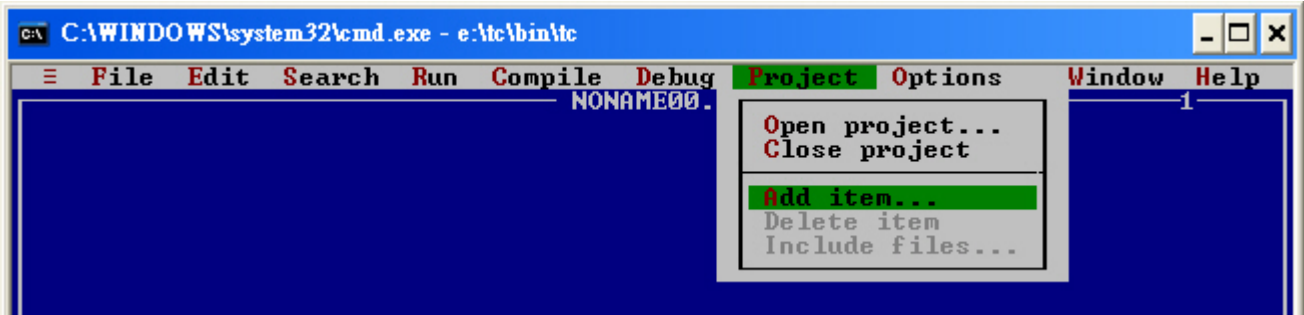 C:\WINDOWS\system32\cmd.exe - e:\tc\bin\tc
≡ File Edit Search Run Compile Debug Project Options Window Help
NONAME00. 1
Open project...
Close project
Add item...
Delete item
Include files...